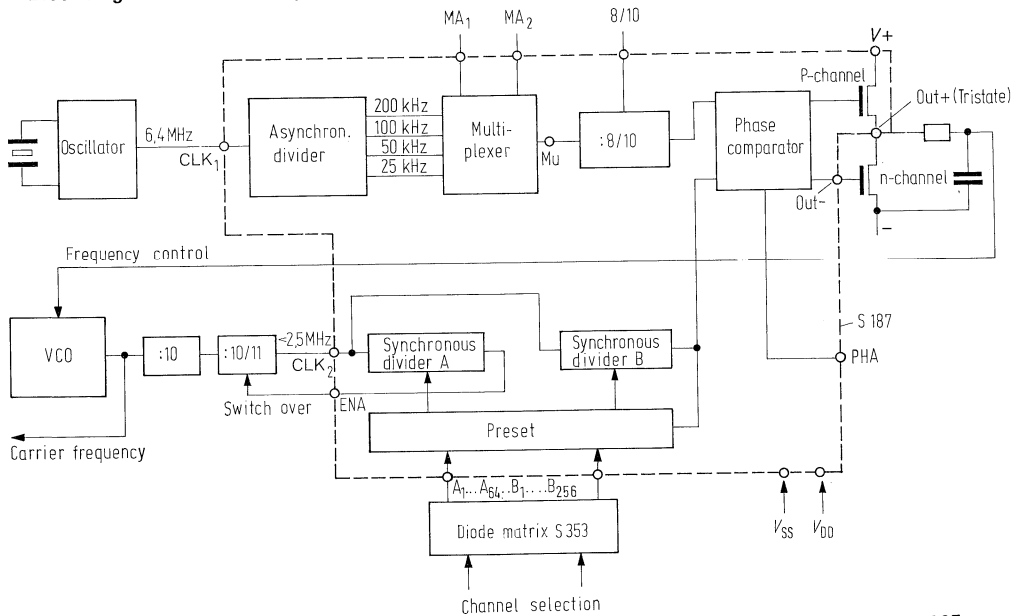 MA1
MA2
8/10
V+
P-channel
Out+ (Tristate)
Oscillator
6,4 MHz
CLK1
Asynchron.
divider
200 kHz
100 kHz
50 kHz
25 kHz
Multi-
plexer
Mu
:8/10
Phase
comparator
n-channel
Out-
-
Frequency control
VCO
:10
:10/11
<2,5MHz
CLK2
Synchronous
divider A
Synchronous
divider B
S 187
PHA
Switch over
ENA
Preset
Carrier frequency
A1...A64..B1....B256
VSS
VDD
Diode matrix S353
Channel selection